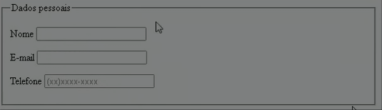 Dados pessoais
Nome
E-mail
Telefone (xx)xxxx-xxxx